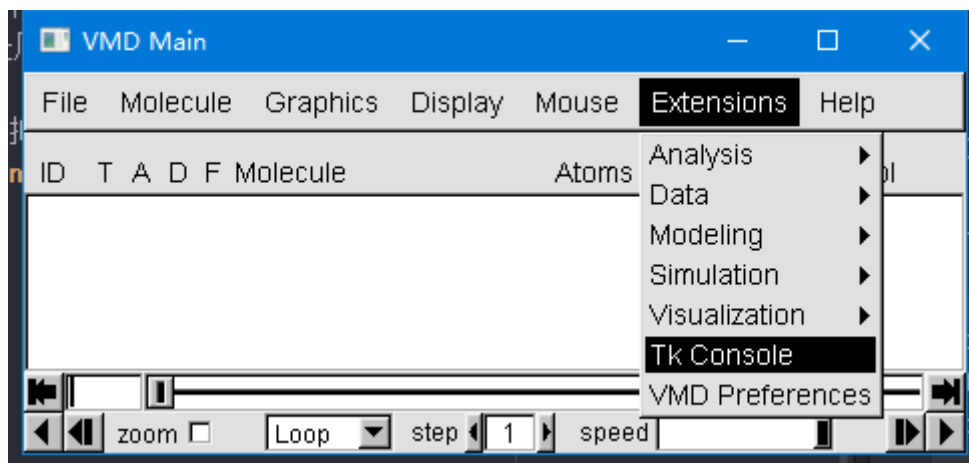 VMD Main
File Molecule Graphics Display Mouse Extensions Help
ID T A D F Molecule Atoms
Analysis
Data
Modeling
Simulation
Visualization
Tk Console
VMD Preferences
zoom Loop step 1 speed